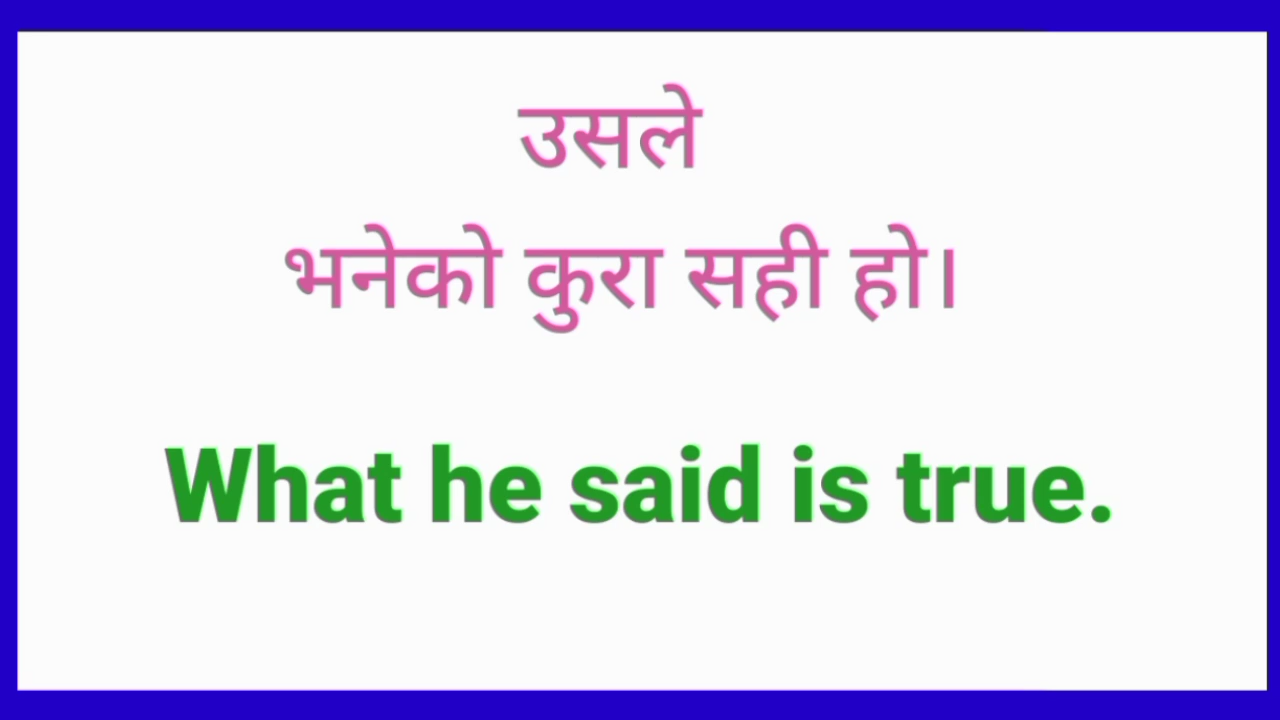 उसले
भनेको कुरा सही हो।
What he said is true.